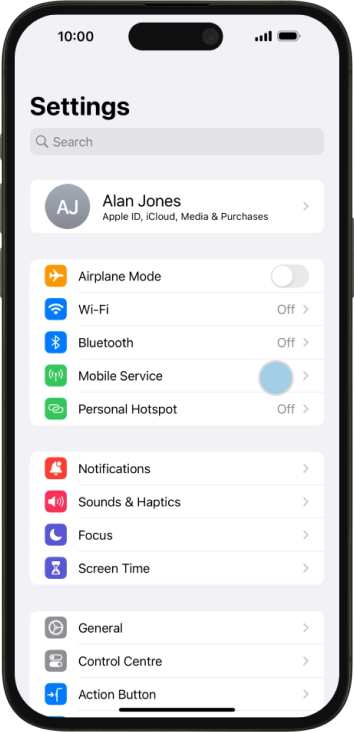 10:00
Settings
Search
AJ
Alan Jones
Apple ID, iCloud, Media & Purchases
Airplane Mode
Wi-Fi Off
Bluetooth Off
Mobile Service
Personal Hotspot Off
Notifications
Sounds & Haptics
Focus
Screen Time
General
Control Centre
Action Button